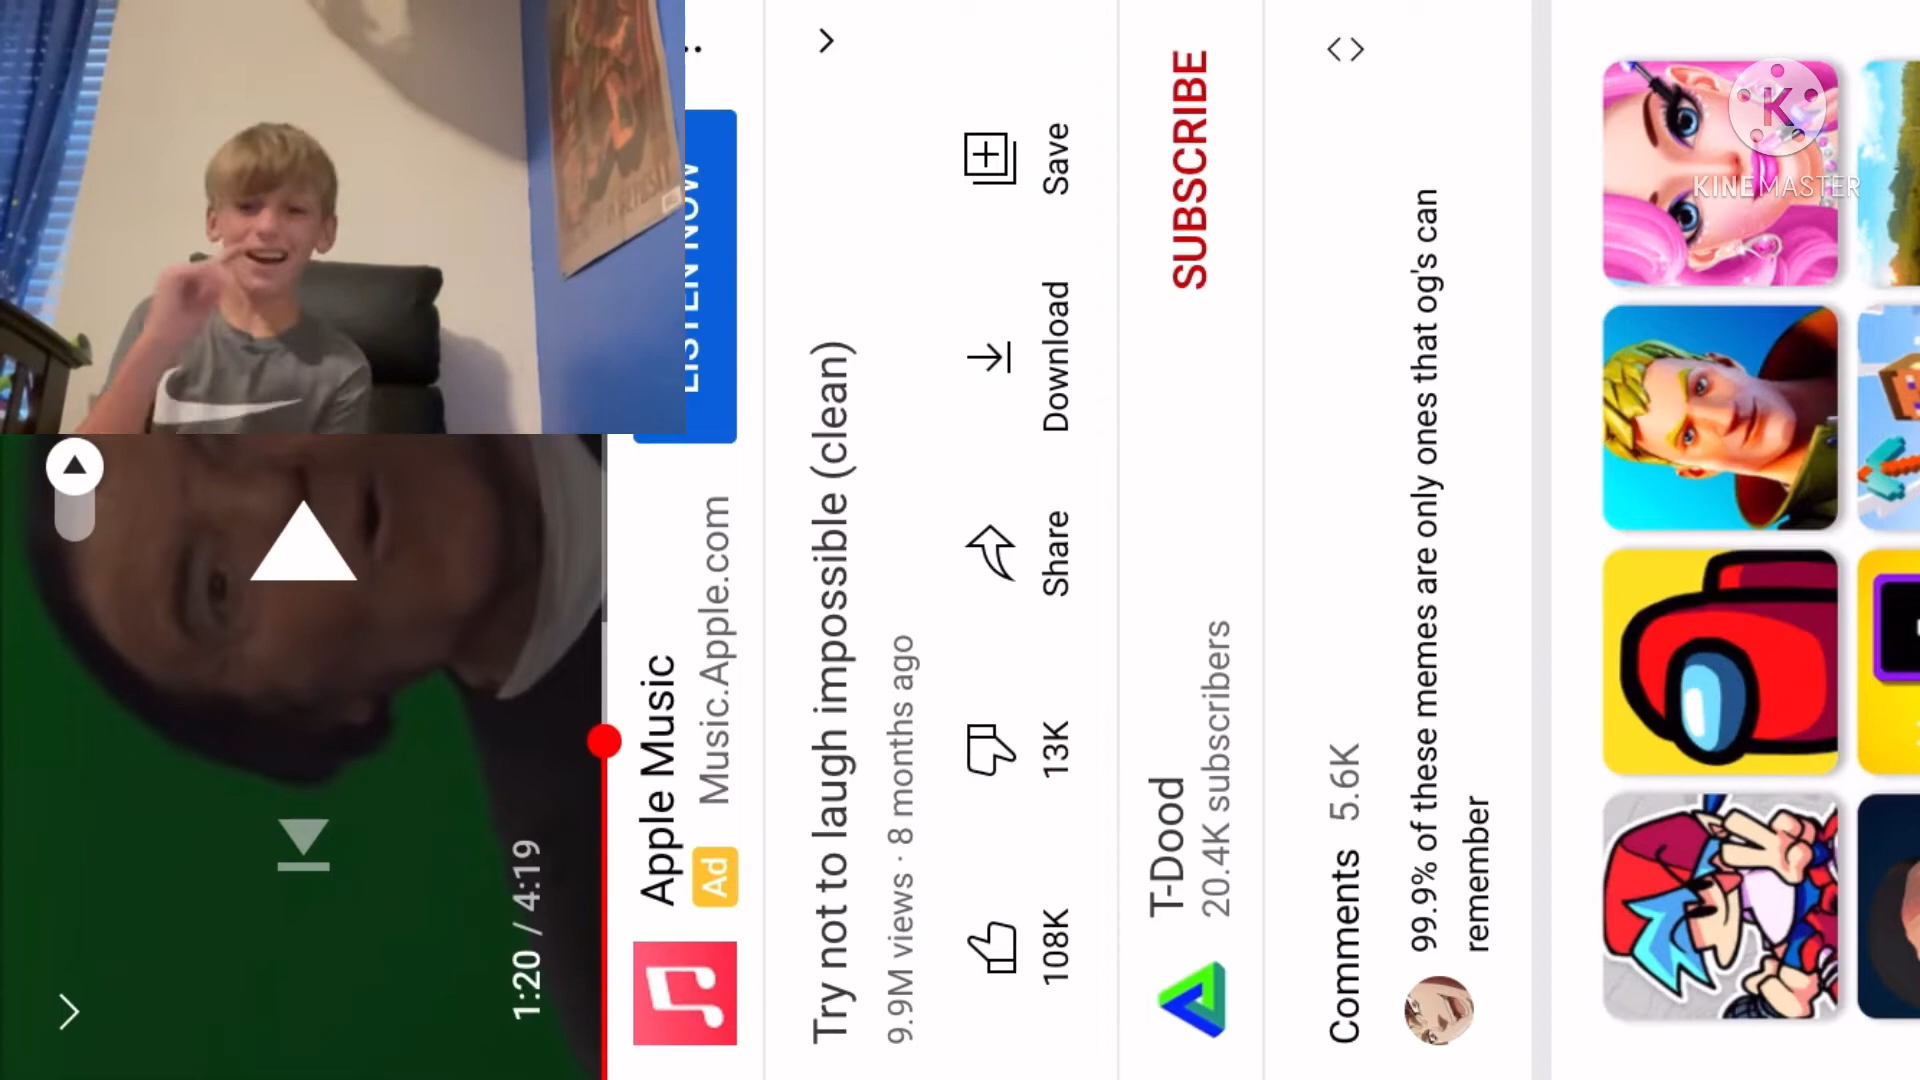 1:20 / 4:19
Apple Music
Ad Music.Apple.com
LISTEN NOW
Try not to laugh impossible (clean)
9.9M views · 8 months ago
108K
13K
Share
Download
Save
T-Dood
20.4K subscribers
SUBSCRIBE
Comments 5.6K
99.9% of these memes are only ones that og's can
remember
K
KINEMASTER